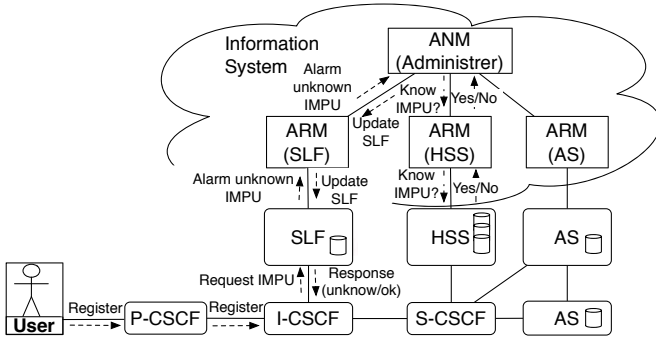 Information
System
ANM
(Administrer)
Alarm
unknown
IMPU
Know
IMPU?
Yes/No
Update
SLF
ARM
(SLF)
ARM
(HSS)
ARM
(AS)
Alarm unknown
IMPU
Update
SLF
Know
IMPU?
Yes/No
SLF
HSS
AS
Request IMPU
Response
(unknow/ok)
User
Register
P-CSCF
Register
I-CSCF
S-CSCF
AS